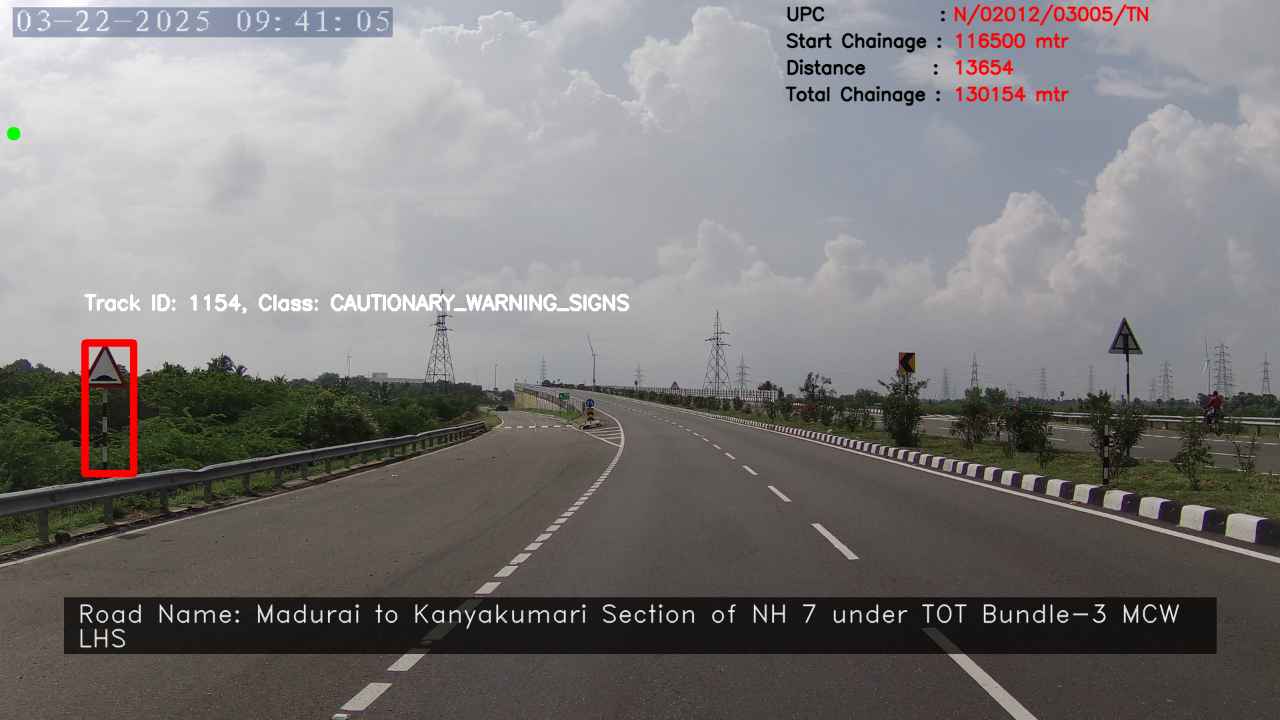 03-22-2025 09:41:05
UPC : N/02012/03005/TN
Start Chainage : 116500 mtr
Distance : 13654
Total Chainage : 130154 mtr
Track ID: 1154, Class: CAUTIONARY_WARNING_SIGNS
Road Name: Madurai to Kanyakumari Section of NH 7 under TOT Bundle-3 MCW
LHS